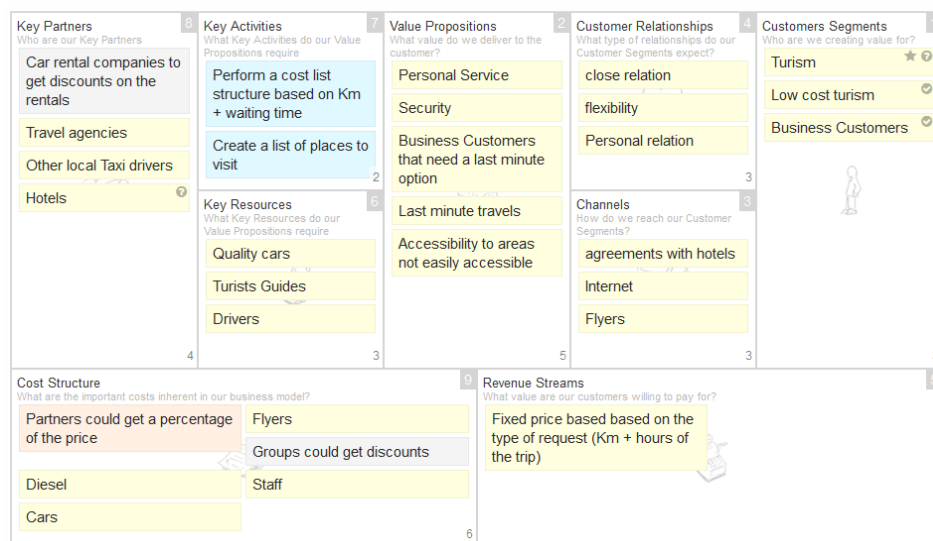 Key Partners
8
Who are our Key Partners
Car rental companies to
get discounts on the
rentals
Travel agencies
Other local Taxi drivers
Hotels
4
Key Activities
7
What Key Activities do our Value
Propositions require
Perform a cost list
structure based on Km
+ waiting time
Create a list of places to
visit
2
Key Resources
6
What Key Resources do our
Value Propositions require
Quality cars
Turists Guides
Drivers
3
Value Propositions
2
What value do we deliver to the
customer?
Personal Service
Security
Business Customers
that need a last minute
option
Last minute travels
Accessibility to areas
not easily accessible
5
Customer Relationships
4
What type of relationships do our
Customer Segments expect?
close relation
flexibility
Personal relation
3
Channels
3
How do we reach our Customer
Segments?
agreements with hotels
Internet
Flyers
3
Customers Segments
Who are we creating value for?
Turism
Low cost turism
Business Customers
Cost Structure
9
What are the important costs inherent in our business model?
Partners could get a percentage
of the price
Diesel
Cars
Flyers
Groups could get discounts
Staff
6
Revenue Streams
What value are our customers willing to pay for?
Fixed price based based on the
type of request (Km + hours of
the trip)